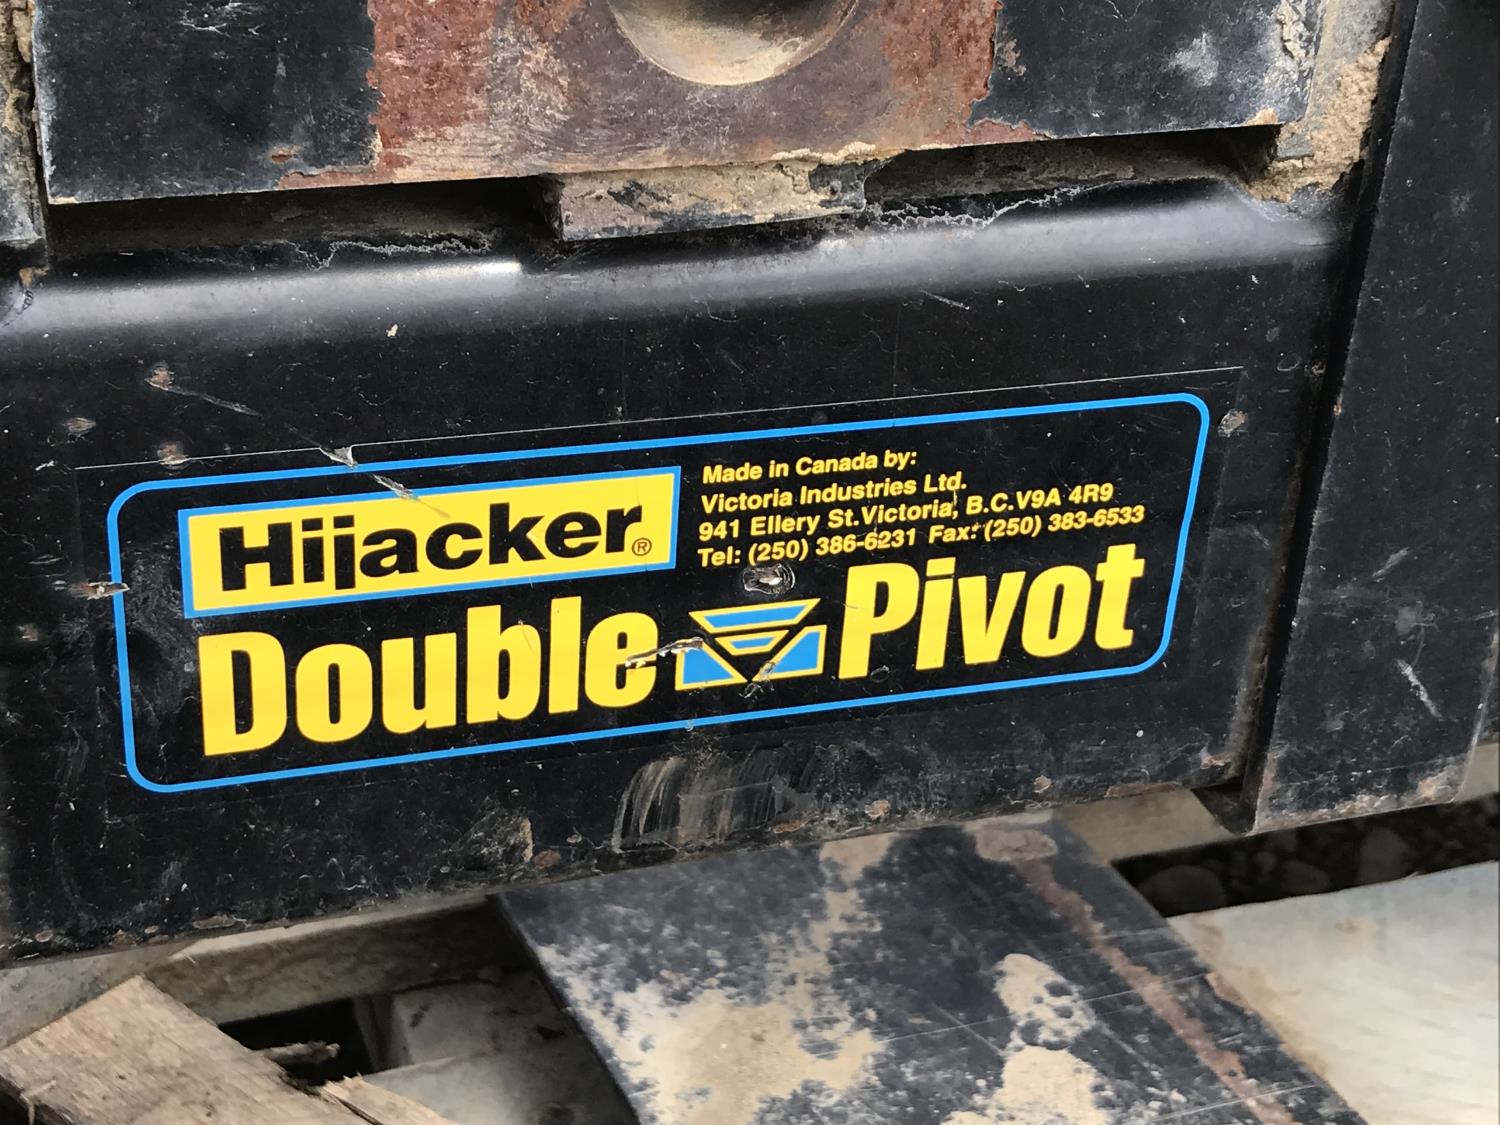 Hijacker®
Made in Canada by:
Victoria Industries Ltd.
941 Ellery St. Victoria, B.C. V9A 4R9
Tel: (250) 386-6231 Fax: (250) 383-6533
Double Pivot